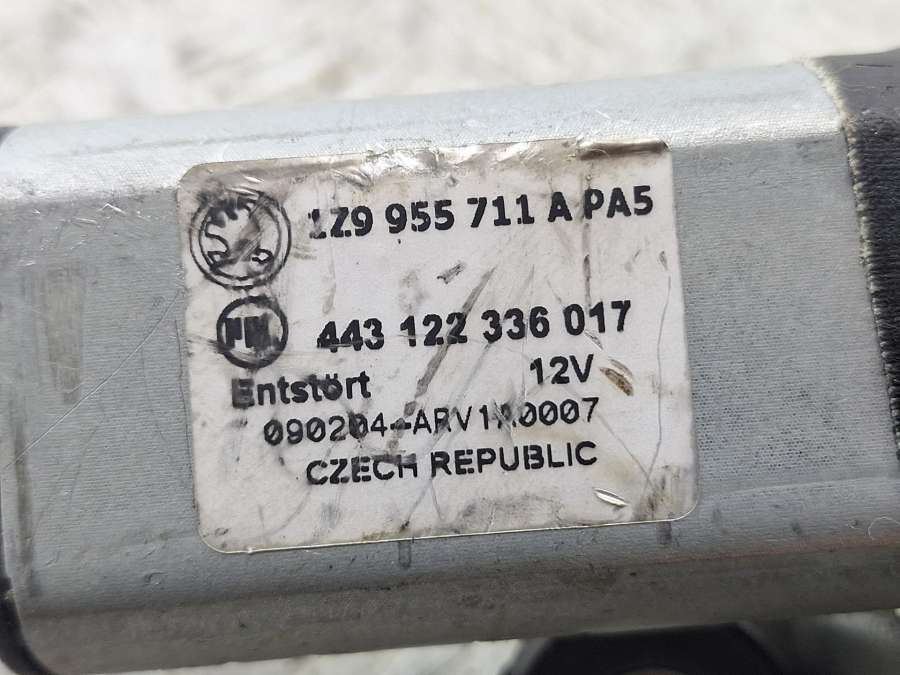 1Z9 955 711 A PA5
443 122 336 017
Entstört 12V
CZECH REPUBLIC